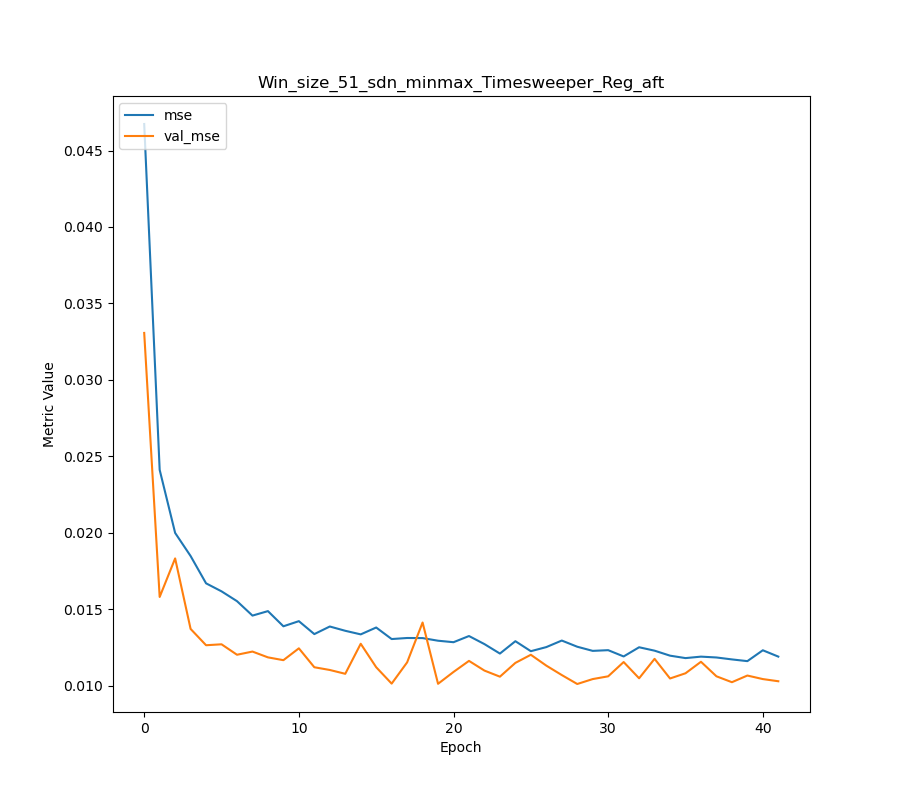 Win_size_51_sdn_minmax_Timesweeper_Reg_aft
mse
val_mse
0.045
0.040
0.035
0.030
0.025
0.020
0.015
0.010
Metric Value
0 10 20 30 40
Epoch